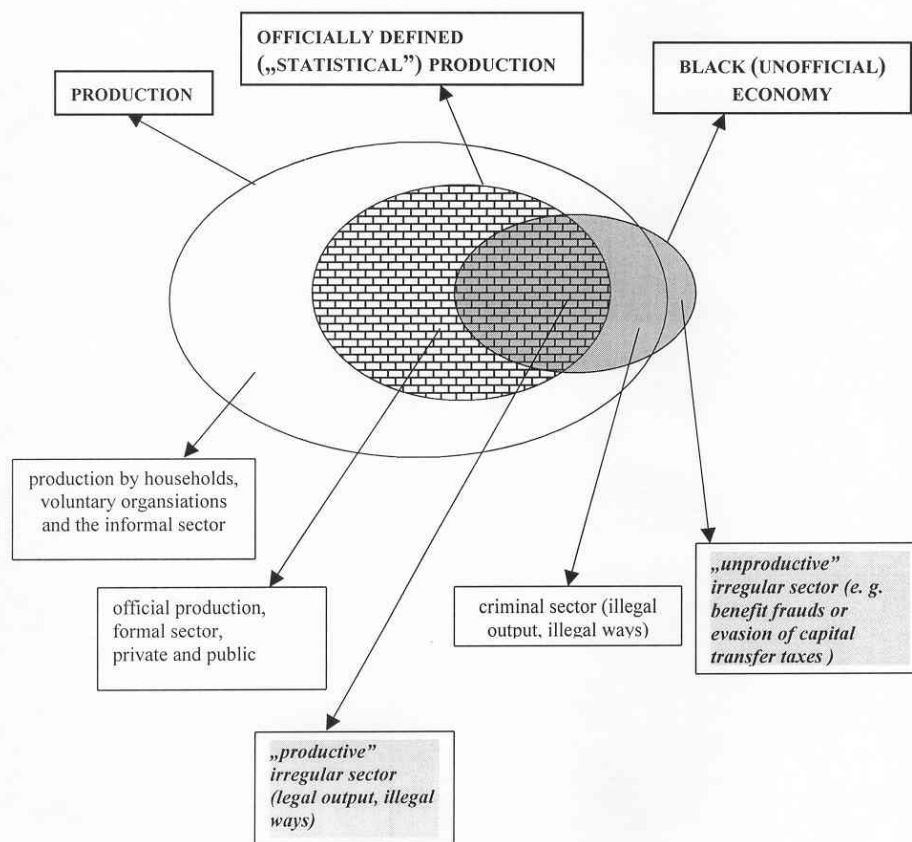 OFFICIALLY DEFINED
(„STATISTICAL”) PRODUCTION
BLACK (UNOFFICIAL)
ECONOMY
PRODUCTION
production by households,
voluntary organsiations
and the informal sector
official production,
formal sector,
private and public
„productive”
irregular sector
(legal output, illegal
ways)
criminal sector (illegal
output, illegal ways)
„unproductive”
irregular sector (e. g.
benefit frauds or
evasion of capital
transfer taxes )